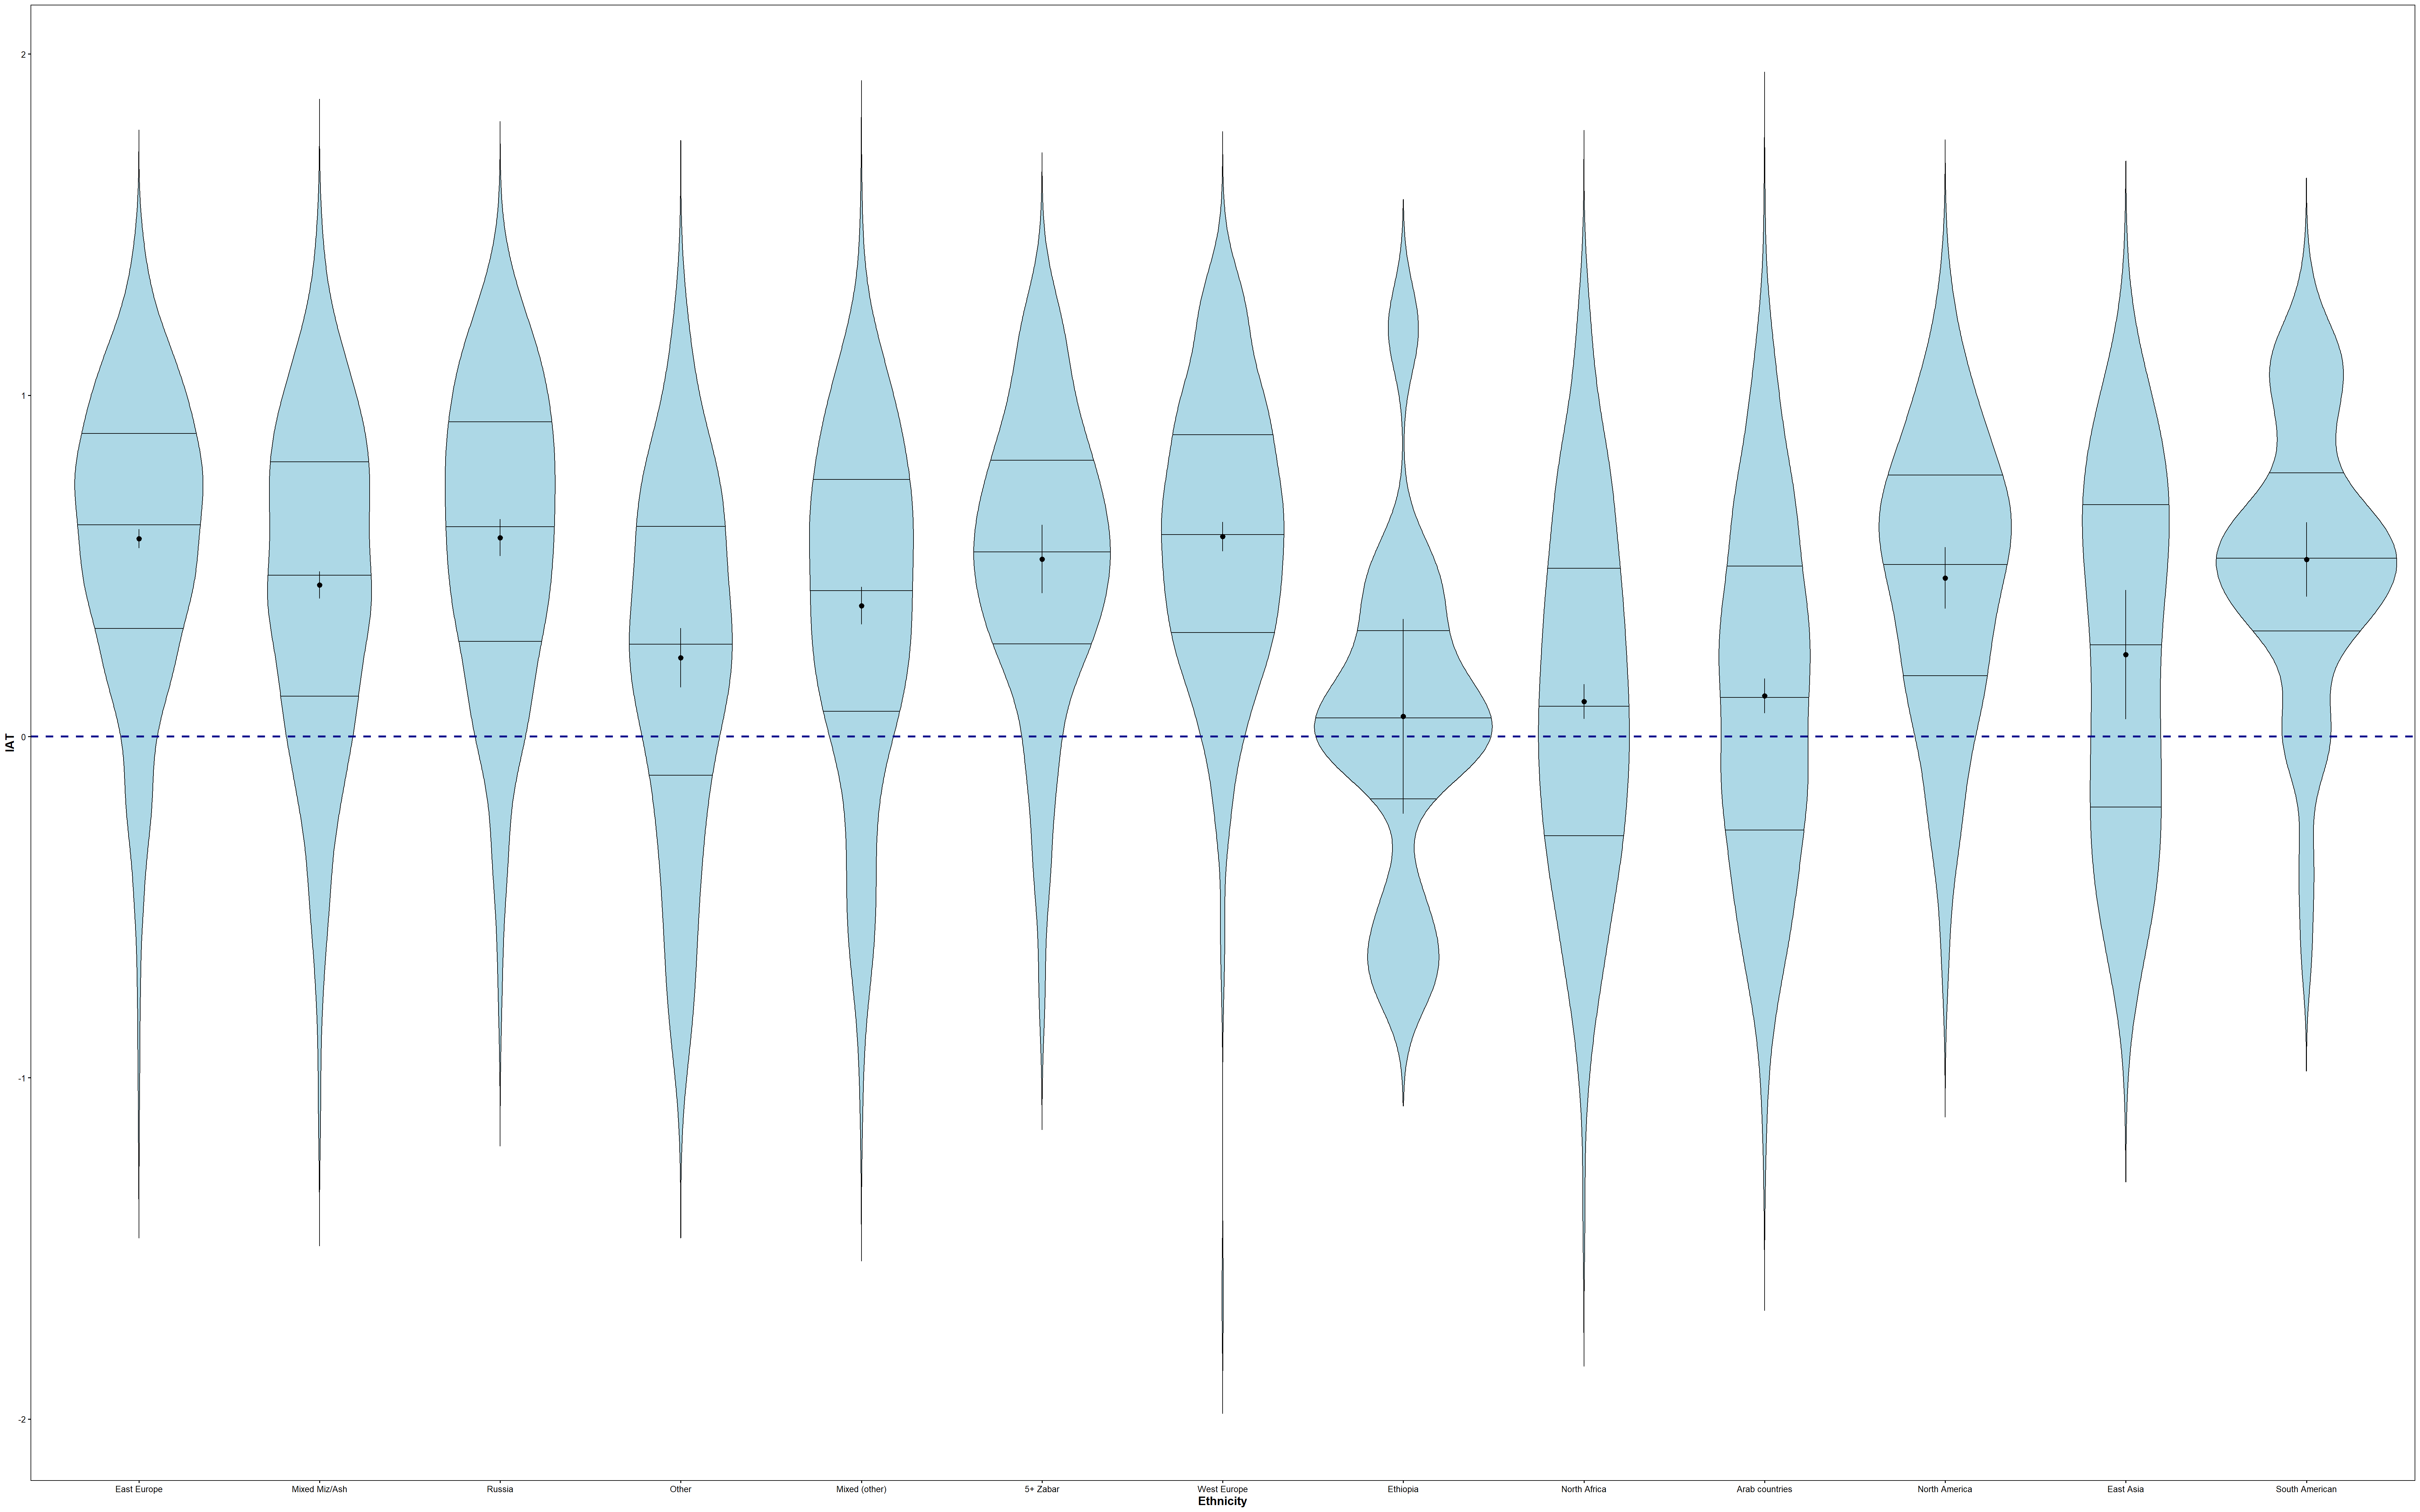 2
1
0
-1
-2
IAT
East Europe
Mixed Miz/Ash
Russia
Other
Mixed (other)
5+ Zabar
West Europe
Ethiopia
North Africa
Arab countries
North America
East Asia
South American
Ethnicity